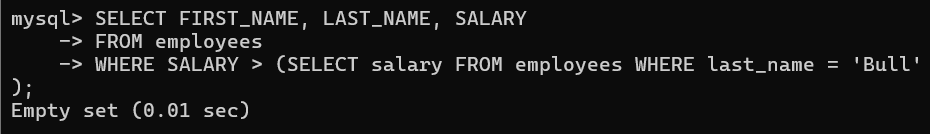 mysql> SELECT FIRST_NAME, LAST_NAME, SALARY
    -> FROM employees
    -> WHERE SALARY > (SELECT salary FROM employees WHERE last_name = 'Bull'
);
Empty set (0.01 sec)